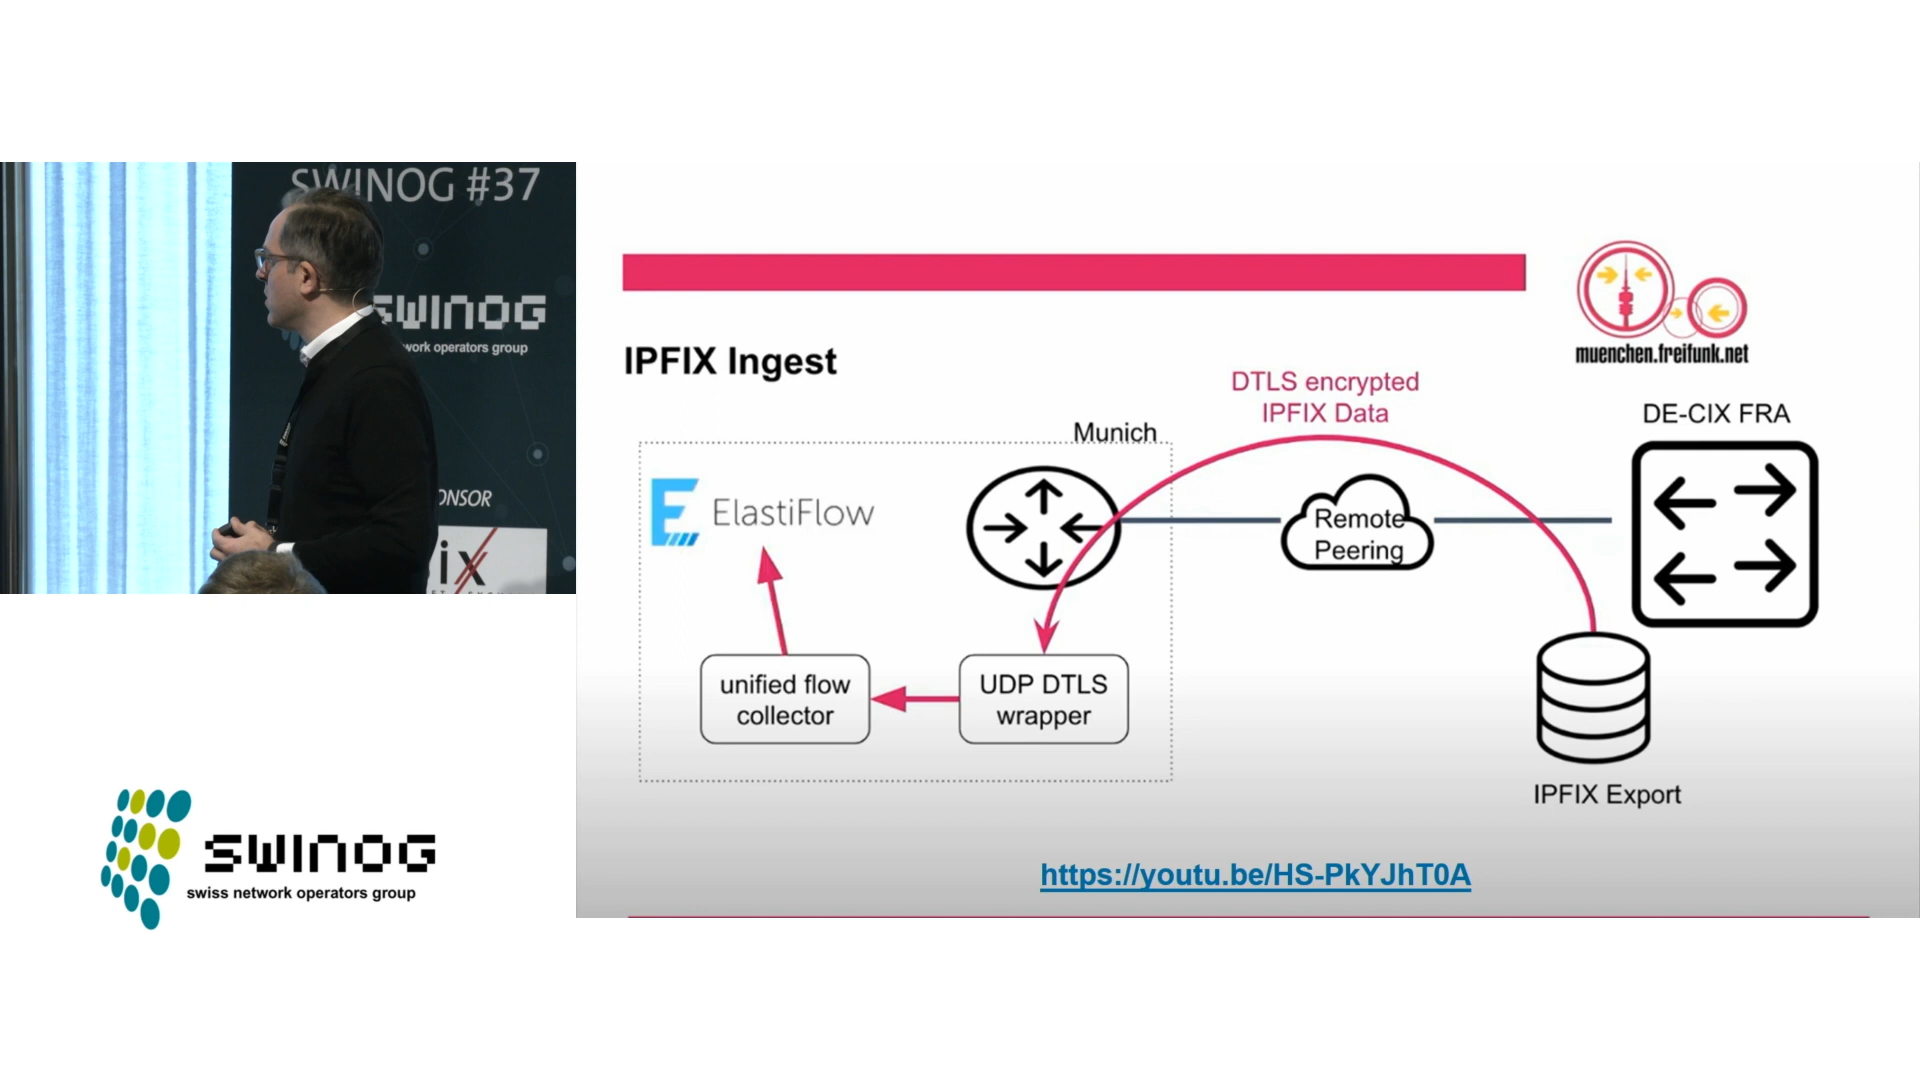 SWINOG #37
SWINOG
work operators group
ONSOR
ix
SWINOG
swiss network operators group
muenchen.freifunk.net
IPFIX Ingest
DTLS encrypted
IPFIX Data
DE-CIX FRA
Munich
ElastiFlow
Remote
Peering
unified flow
collector
UDP DTLS
wrapper
IPFIX Export
https://youtu.be/HS-PkYJhT0A